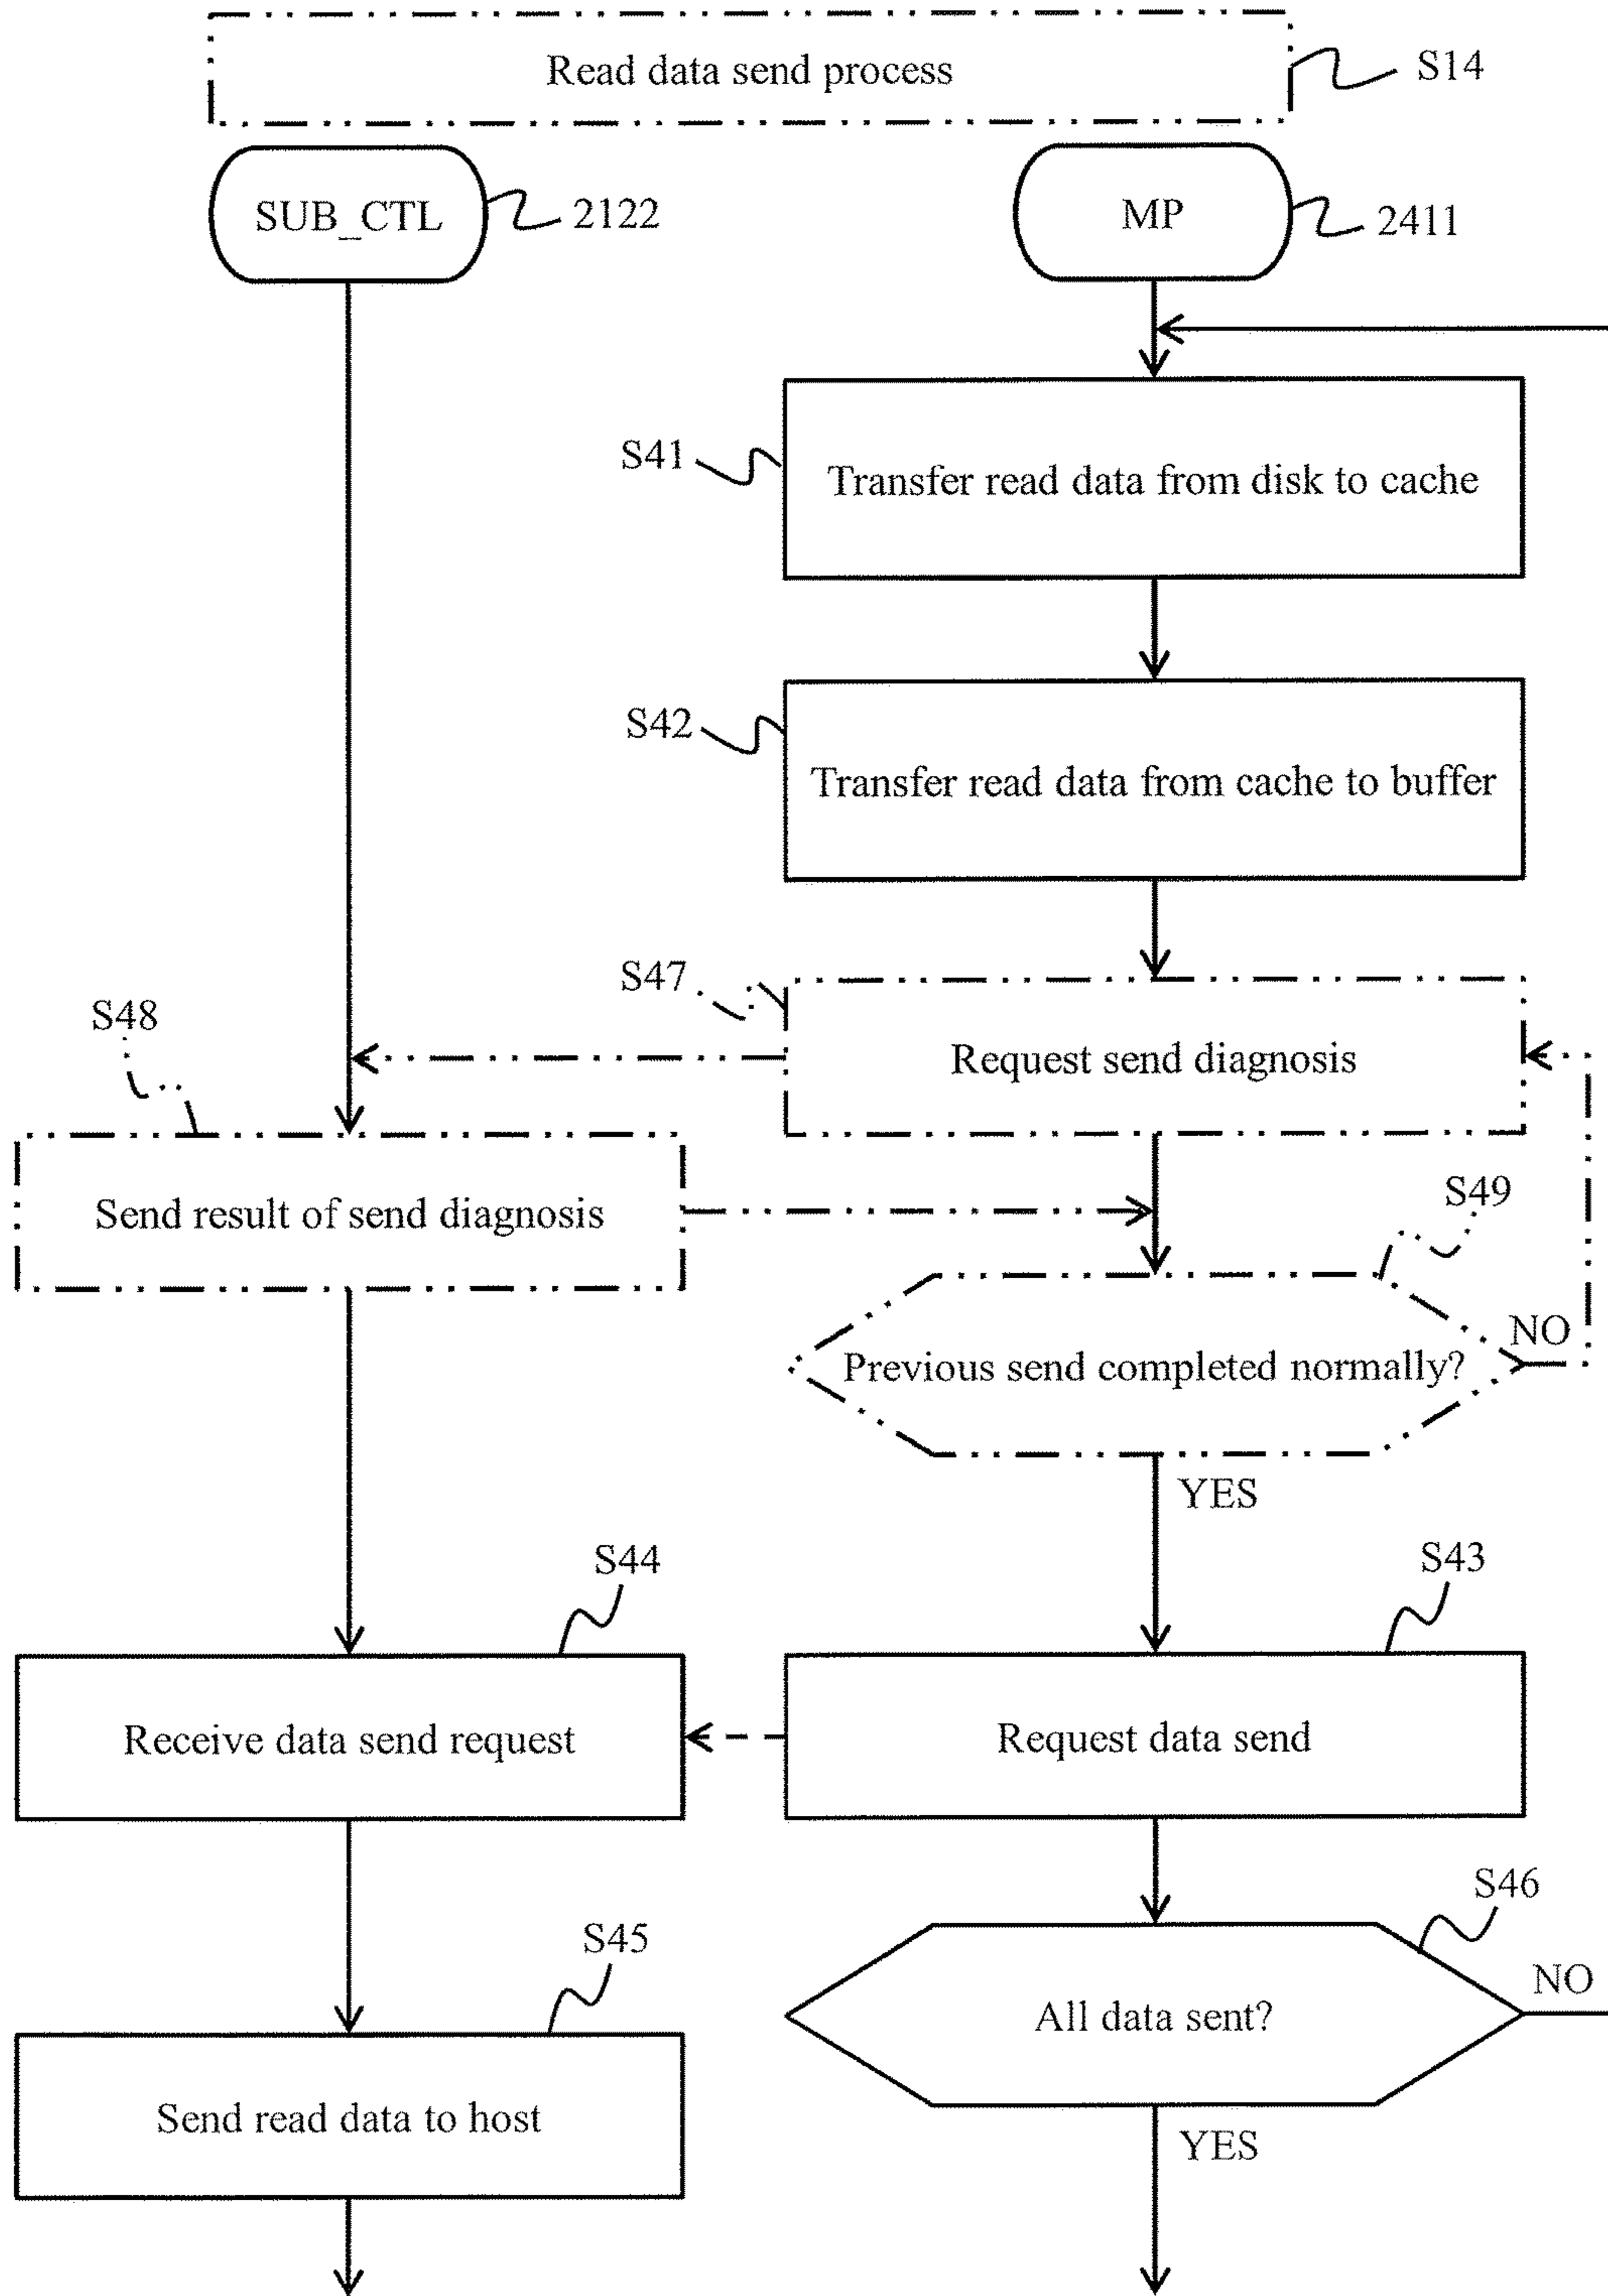 Read data send process
S14
SUB_CTL
2122
MP
2411
S41
Transfer read data from disk to cache
S42
Transfer read data from cache to buffer
S47
S48
Request send diagnosis
Send result of send diagnosis
S49
NO
Previous send completed normally?
YES
S44
S43
Receive data send request
Request data send
S46
S45
NO
All data sent?
Send read data to host
YES